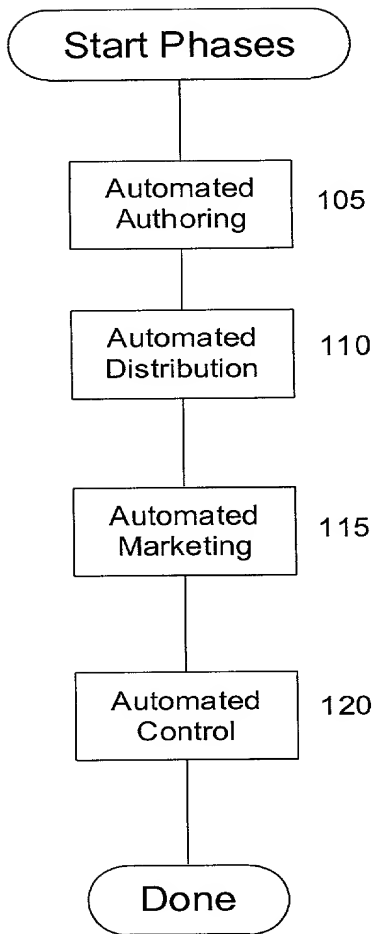 Start Phases
Automated
Authoring
105
Automated
Distribution
110
Automated
Marketing
115
Automated
Control
120
Done